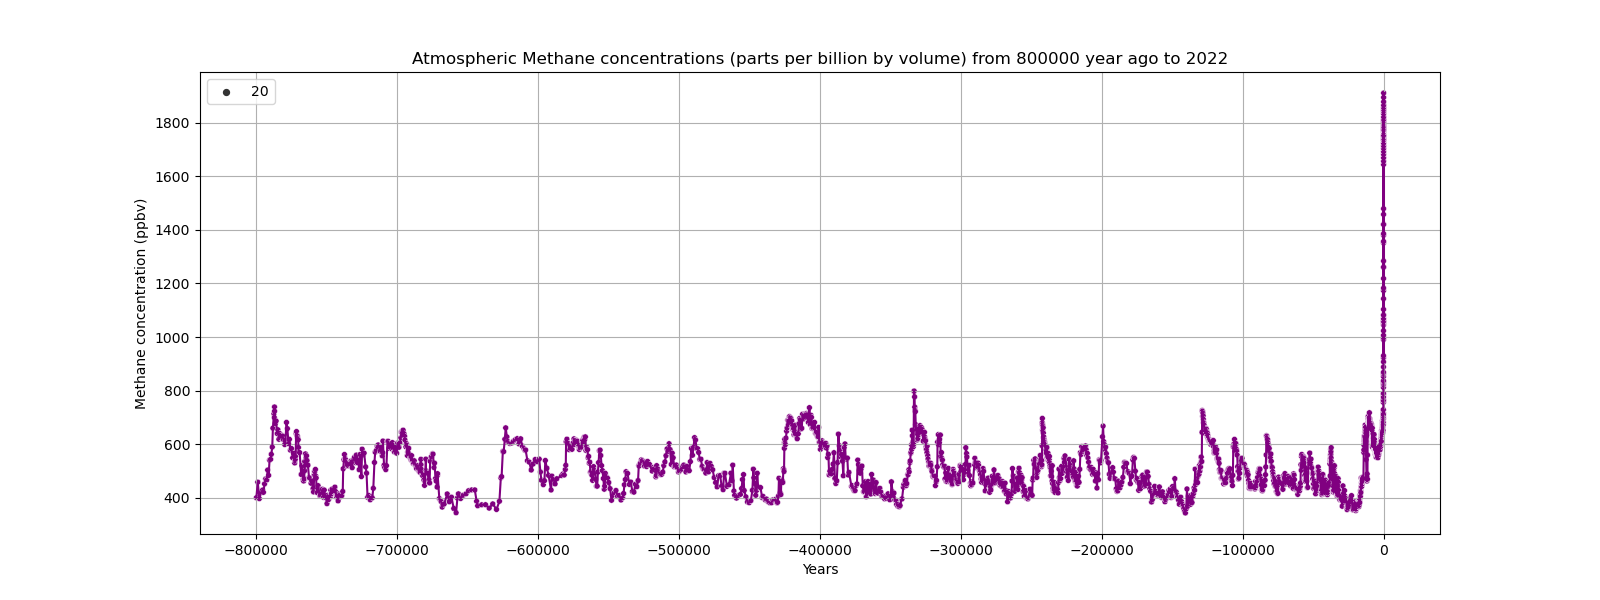 Atmospheric Methane concentrations (parts per billion by volume) from 800000 year ago to 2022
20
Methane concentration (ppbv)
1800
1600
1400
1200
1000
800
600
400
−800000 −700000 −600000 −500000 −400000 −300000 −200000 −100000 0
Years